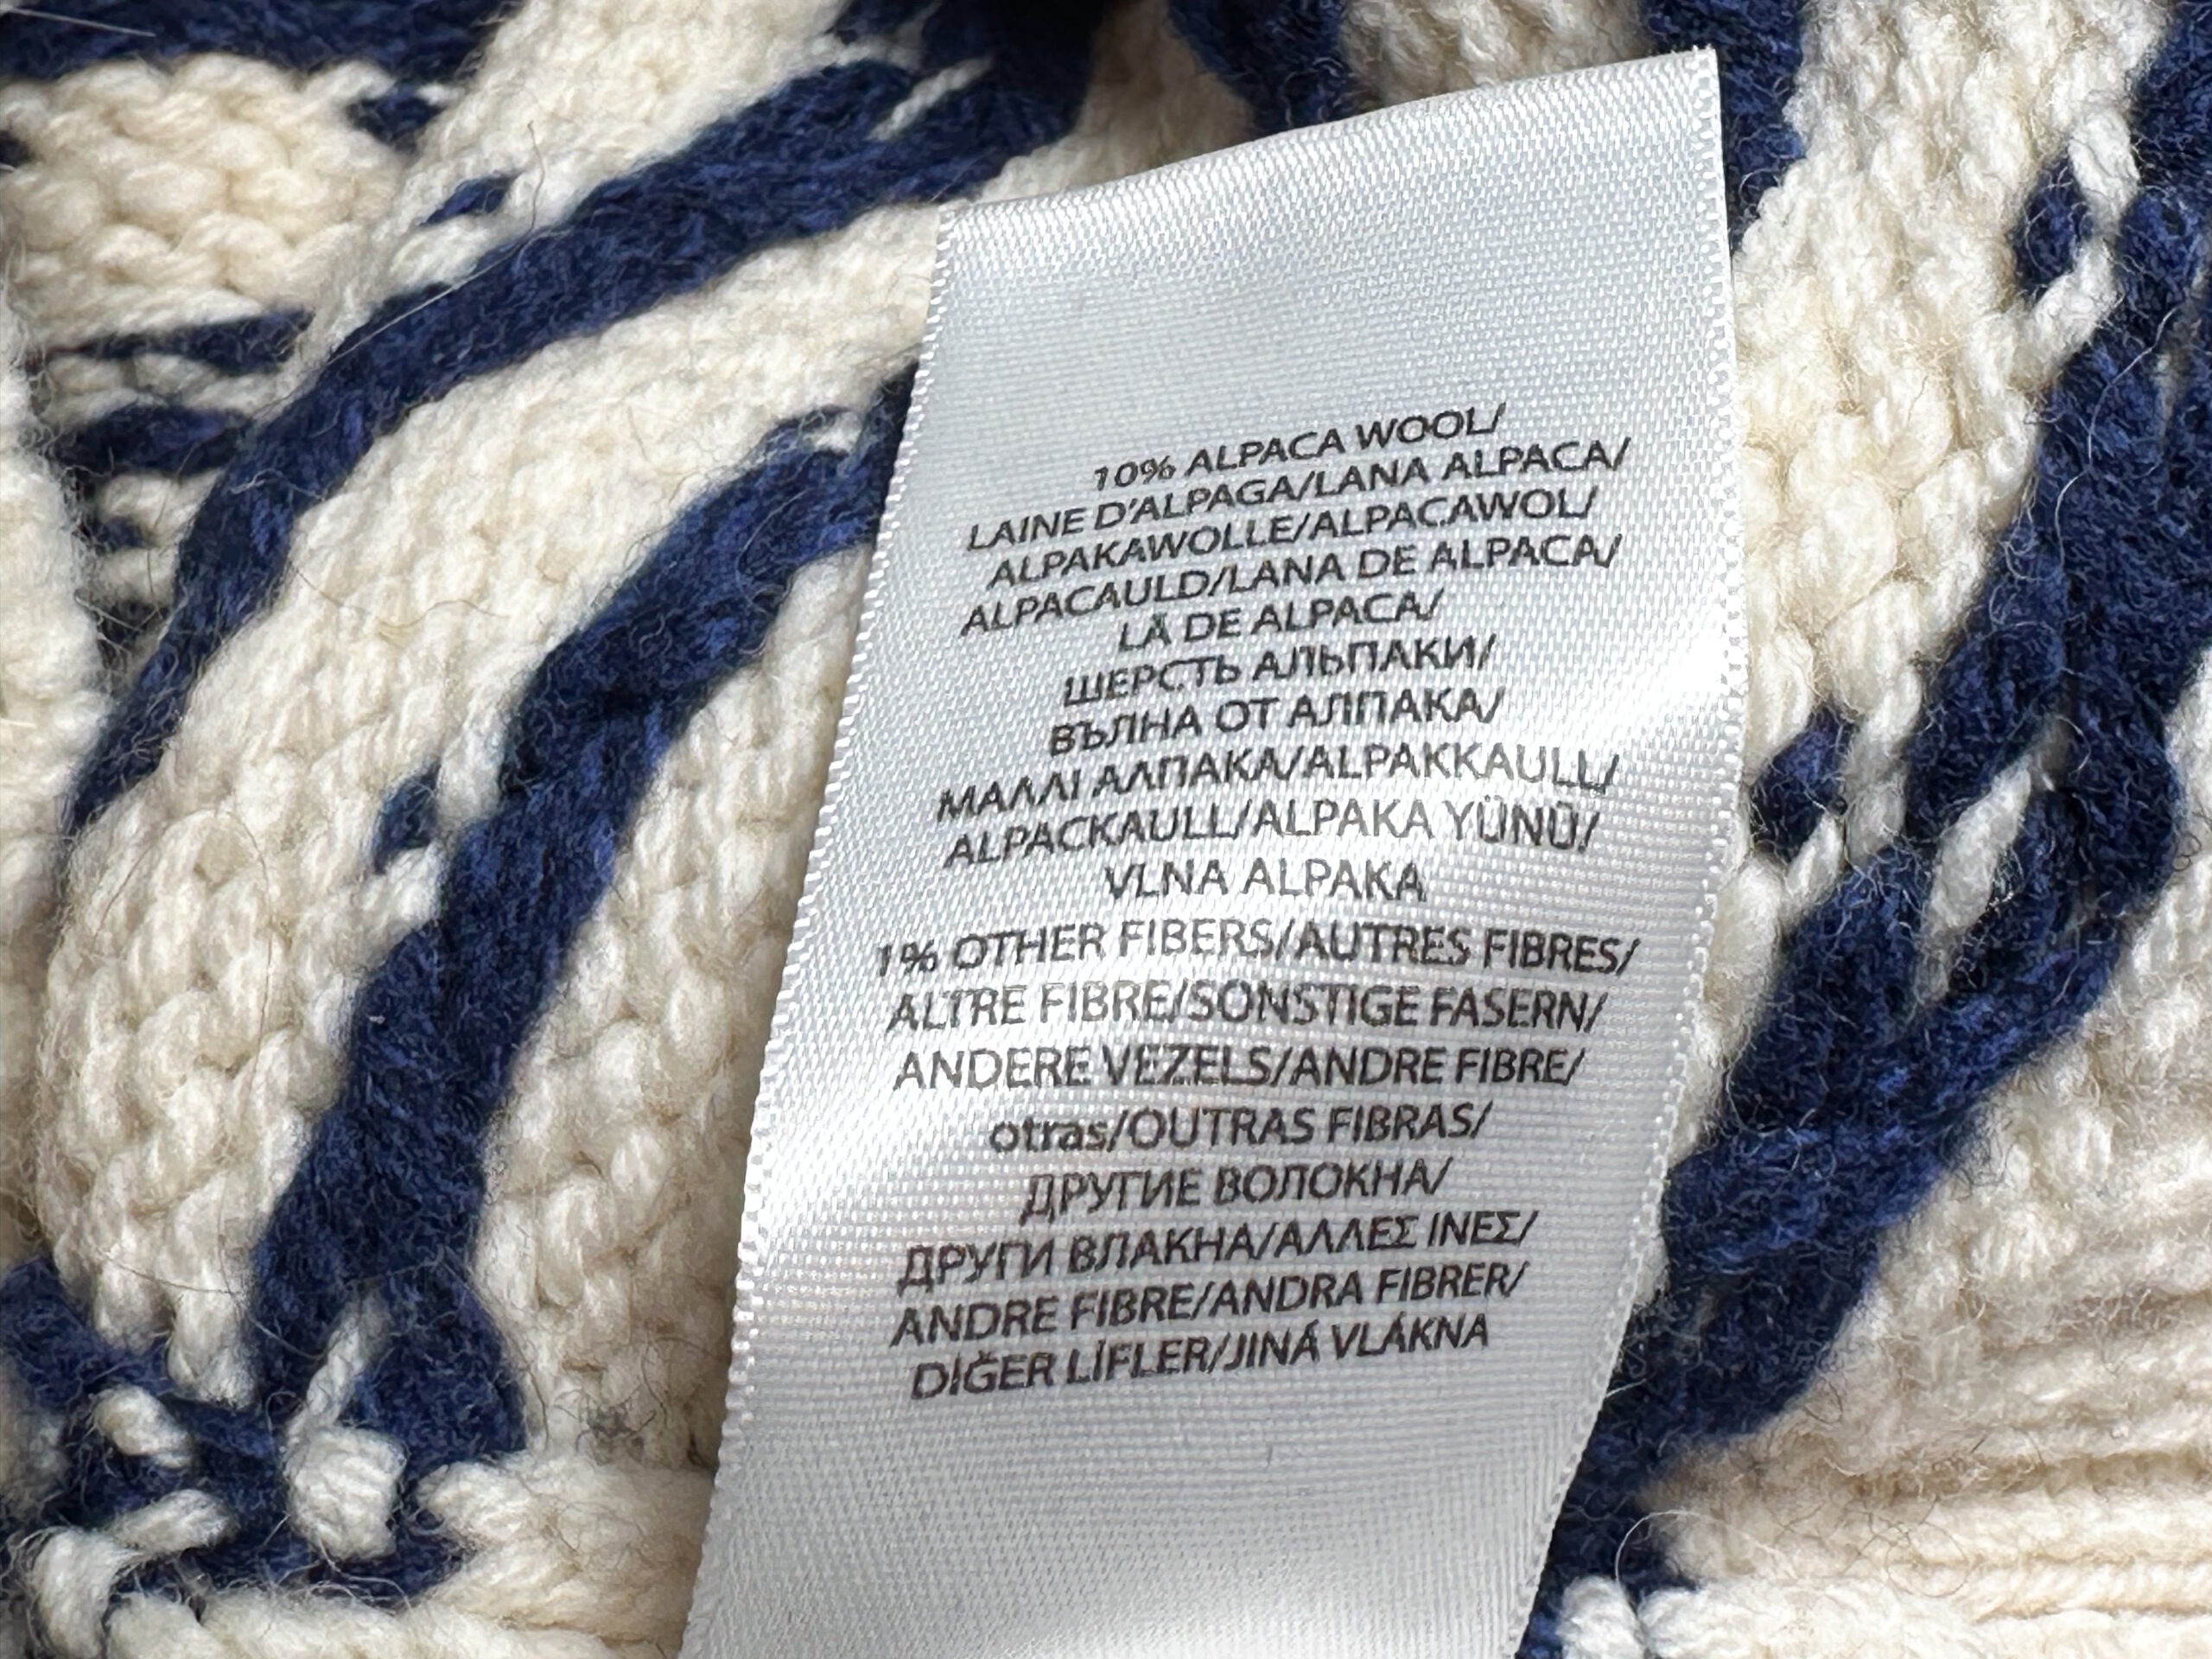 10% ALPACA WOOL/
LAINE D'ALPAGA/LANA ALPACA/
ALPAKAWOLLE/ALPACAWOL/
ALPACAULD/LANA DE ALPACA/
LÃ DE ALPACA/
ШЕРСТЬ АЛЬПАКИ/
ВЪЛНА ОТ АЛПАКА/
ΜΑΛΛΙ ΑΛΠΑΚΑ/ALPAKKAULL/
ALPACKAULL/ALPAKA YÜNÜ/
VLNA ALPAKA
1% OTHER FIBERS/AUTRES FIBRES/
ALTRE FIBRE/SONSTIGE FASERN/
ANDERE VEZELS/ANDRE FIBRE/
otras/OUTRAS FIBRAS/
ДРУГИЕ ВОЛОКНА/
ДРУГИ ВЛАКНА/ΑΛΛΕΣ ΙΝΕΣ/
ANDRE FIBRE/ANDRA FIBRER/
DİĞER LİFLER/JINÁ VLÁKNA